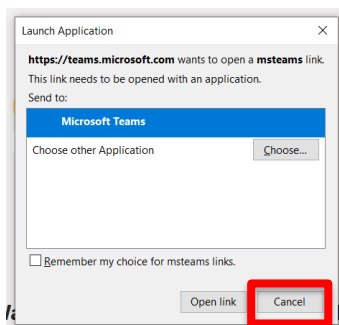 Launch Application
https://teams.microsoft.com wants to open a msteams link.
This link needs to be opened with an application.
Send to:
Microsoft Teams
Choose other Application
Choose...
Remember my choice for msteams links.
Open link
Cancel